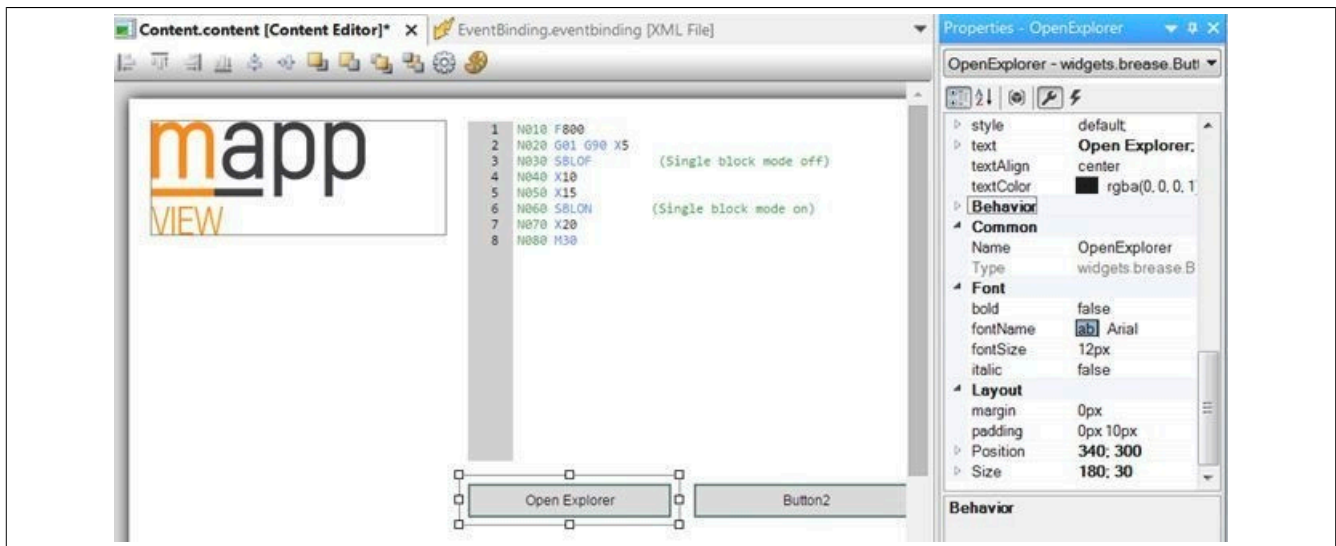 Content.content [Content Editor]* X EventBinding.eventbinding [XML File]
mapp
VIEW
1 N010 F800
2 N020 G01 G90 X5
3 N030 SBLOF (Single block mode off)
4 N040 X10
5 N050 X15
6 N060 SBLON (Single block mode on)
7 N070 X20
8 N080 M30
Open Explorer
Button2
Properties - OpenExplorer
OpenExplorer - widgets.brease.Butt
style default;
text Open Explorer;
textAlign center
textColor rgba(0, 0, 0, 1)
Behavior
Common
Name OpenExplorer
Type widgets.brease.B
Font
bold false
fontName ab Arial
fontSize 12px
italic false
Layout
margin 0px
padding 0px 10px
Position 340; 300
Size 180; 30
Behavior